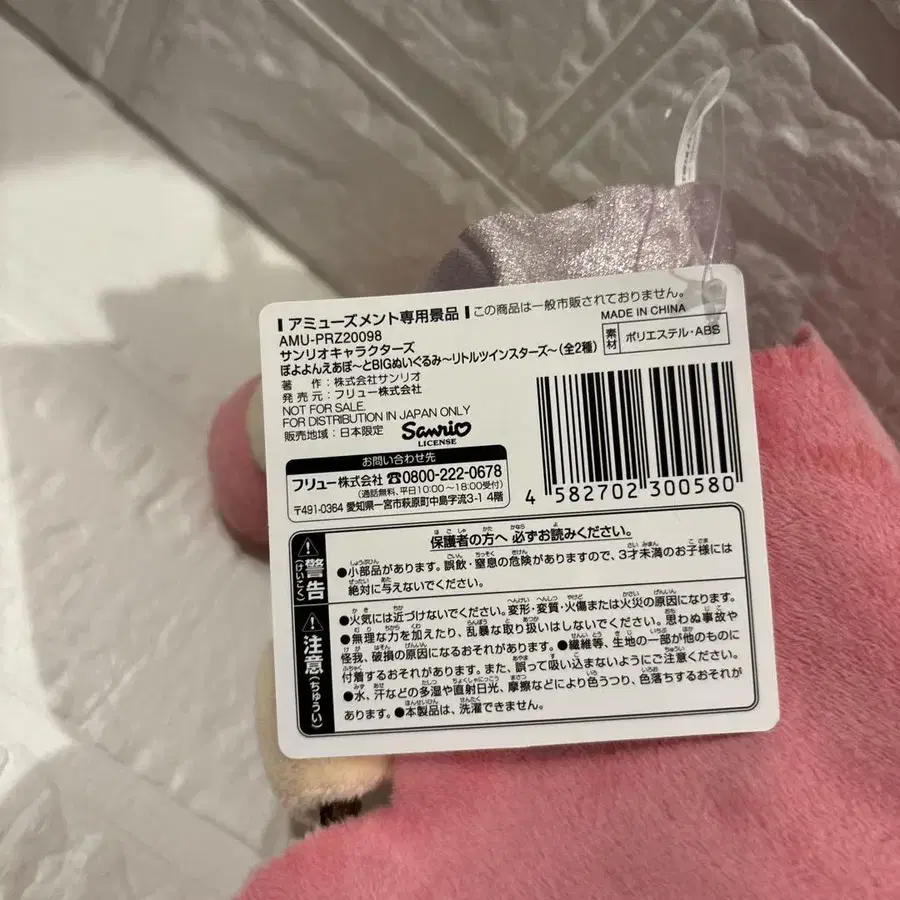 アミューズメント専用景品 この商品は一般市販されておりません。
AMU-PRZ20098
MADE IN CHINA
サンリオキャラクターズ
素材 ポリエステル・ABS
ぽよよんえあぽ〜とBIGぬいぐるみ〜リトルツインスターズ〜(全2種)
著 作:株式会社サンリオ
発 売 元:フリュー株式会社
NOT FOR SALE.
FOR DISTRIBUTION IN JAPAN ONLY
販売地域:日本限定
Sanrio
LICENSE
お問い合わせ先
フリュー株式会社 ☎0800-222-0678
(通話無料、平日10:00〜18:00受付)
〒491-0364 愛知県一宮市萩原町中島字流3-1 4階
4 582702 300580
保護者の方へ 必ずお読みください。
警告(けいこく)
●小部品があります。誤飲・窒息の危険がありますので、3才未満のお子様には
絶対に与えないでください。
注意(ちゅうい)
●火気には近づけないでください。変形・変質・火傷または火災の原因になります。
●無理な力を加えたり、乱暴な取り扱いはしないでください。思わぬ事故や
怪我、破損の原因になるおそれがあります。●繊維等、生地の一部が他のものに
付着するおそれがあります。また、誤って吸い込まないようにご注意ください。
●水、汗などの多湿や直射日光、摩擦などにより色うつり、色落ちするおそれが
あります。●本製品は、洗濯できません。